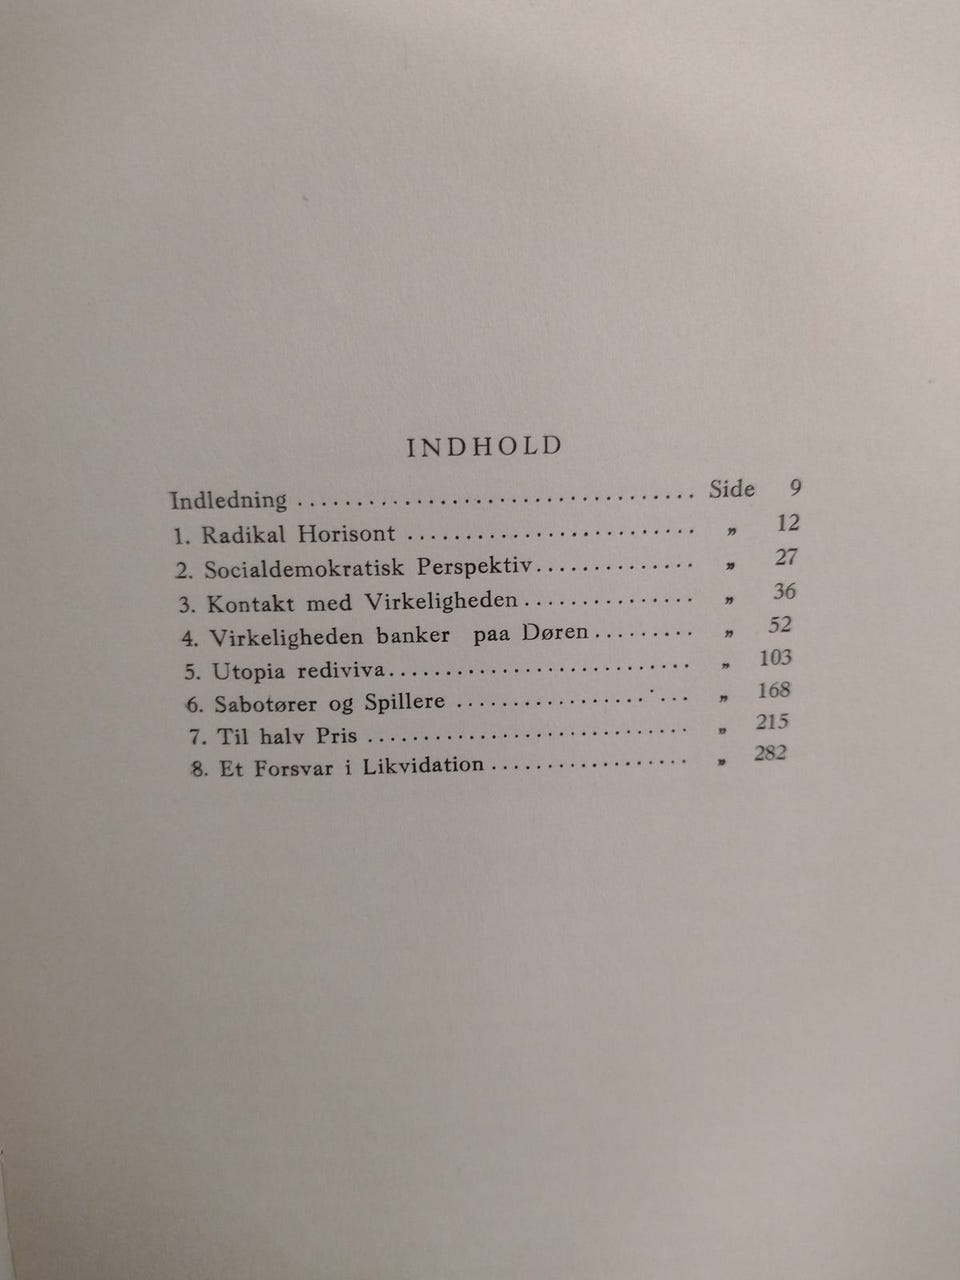 INDHOLD
Indledning .................................. Side 9
1. Radikal Horisont ......................... „ 12
2. Socialdemokratisk Perspektiv.............. „ 27
3. Kontakt med Virkeligheden ............... „ 36
4. Virkeligheden banker paa Døren ......... „ 52
5. Utopia rediviva.......................... „ 103
6. Sabotører og Spillere .................... „ 168
7. Til halv Pris ............................ „ 215
8. Et Forsvar i Likvidation .................. „ 282